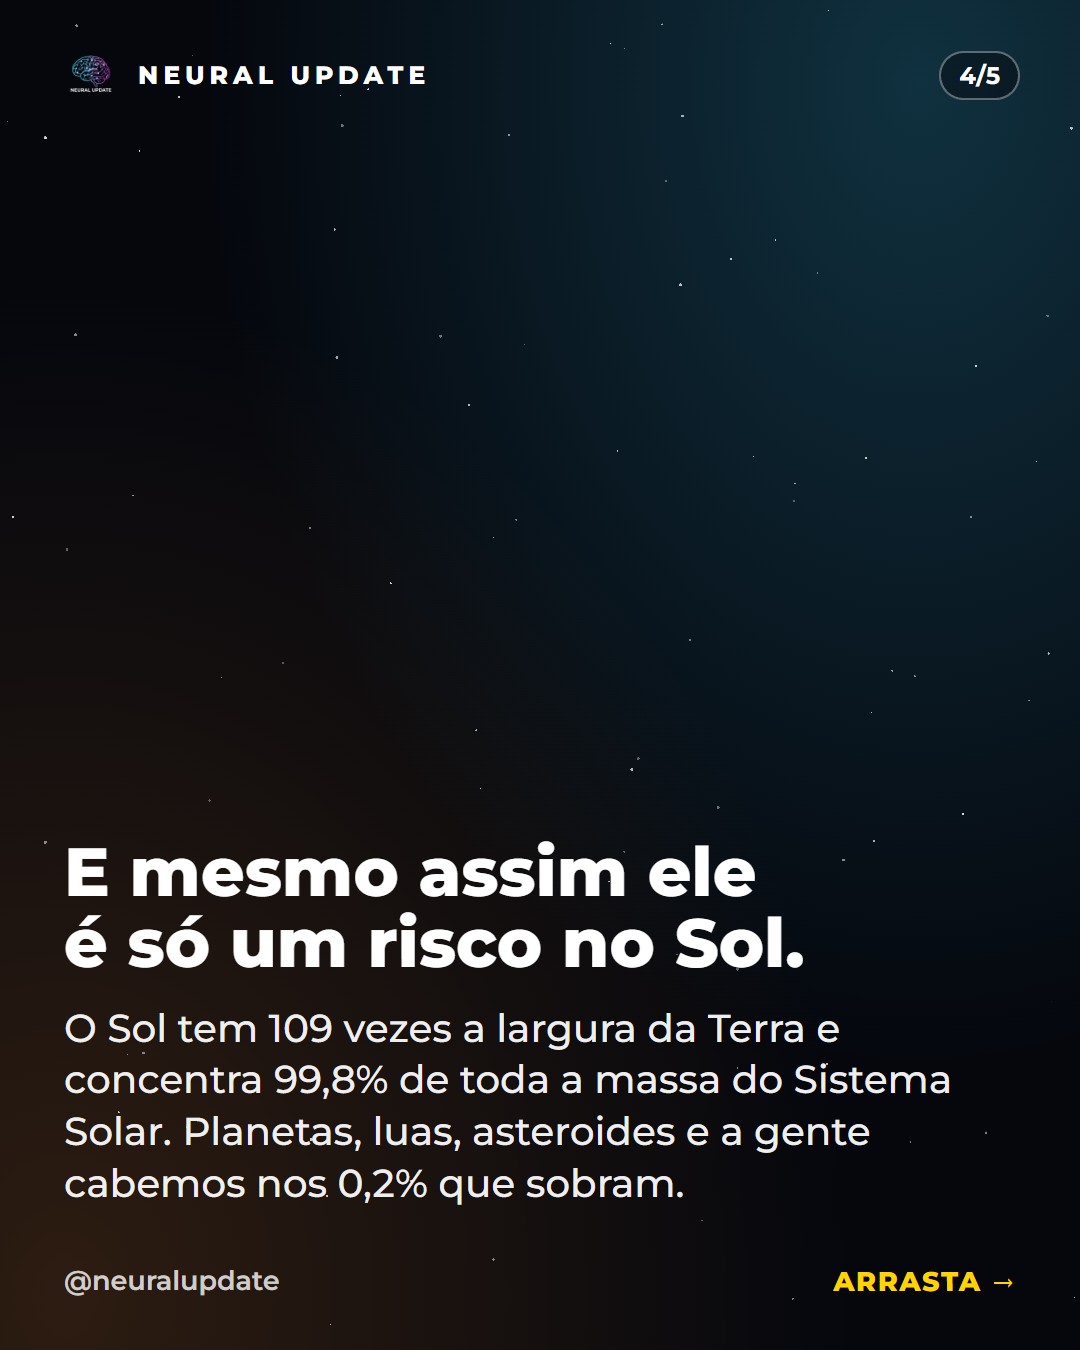 NEURAL UPDATE
NEURAL UPDATE
4/5
E mesmo assim ele
é só um risco no Sol.
O Sol tem 109 vezes a largura da Terra e
concentra 99,8% de toda a massa do Sistema
Solar. Planetas, luas, asteroides e a gente
cabemos nos 0,2% que sobram.
@neuralupdate
ARRASTA →